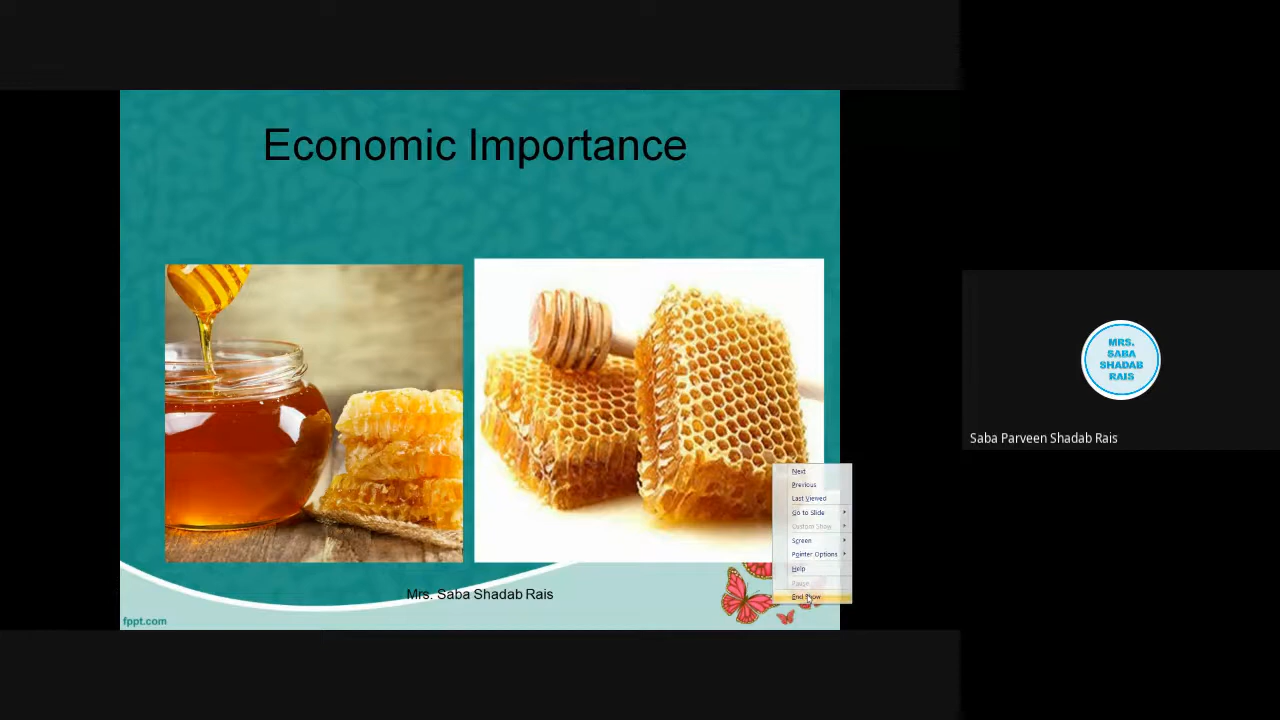 Economic Importance
Next
Previous
Last Viewed
Go to Slide
Custom Show
Screen
Pointer Options
Help
Pause
End Show
Mrs. Saba Shadab Rais
fppt.com
MRS.
SABA
SHADAB
RAIS
Saba Parveen Shadab Rais